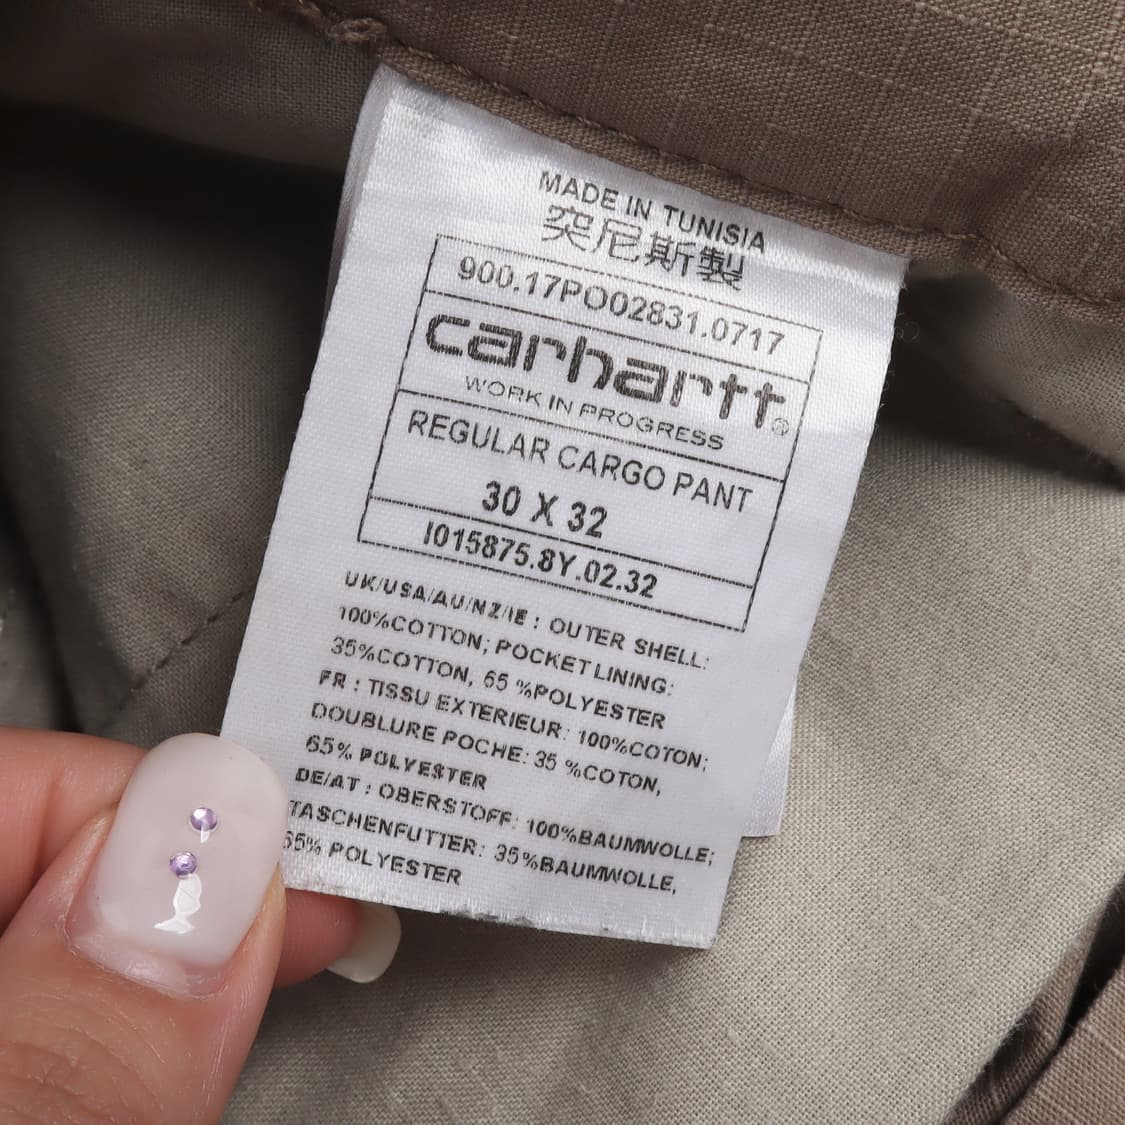 MADE IN TUNISIA
突尼斯製
900.17PO02831.0717
carhartt®
WORK IN PROGRESS
REGULAR CARGO PANT
30 X 32
I015875.8Y.02.32
UK/USA/AU/NZ/IE : OUTER SHELL:
100%COTTON; POCKET LINING:
35%COTTON, 65 %POLYESTER
FR : TISSU EXTERIEUR: 100%COTON;
DOUBLURE POCHE: 35 %COTON,
65% POLYESTER
DE/AT : OBERSTOFF: 100%BAUMWOLLE;
TASCHENFUTTER: 35%BAUMWOLLE,
65% POLYESTER